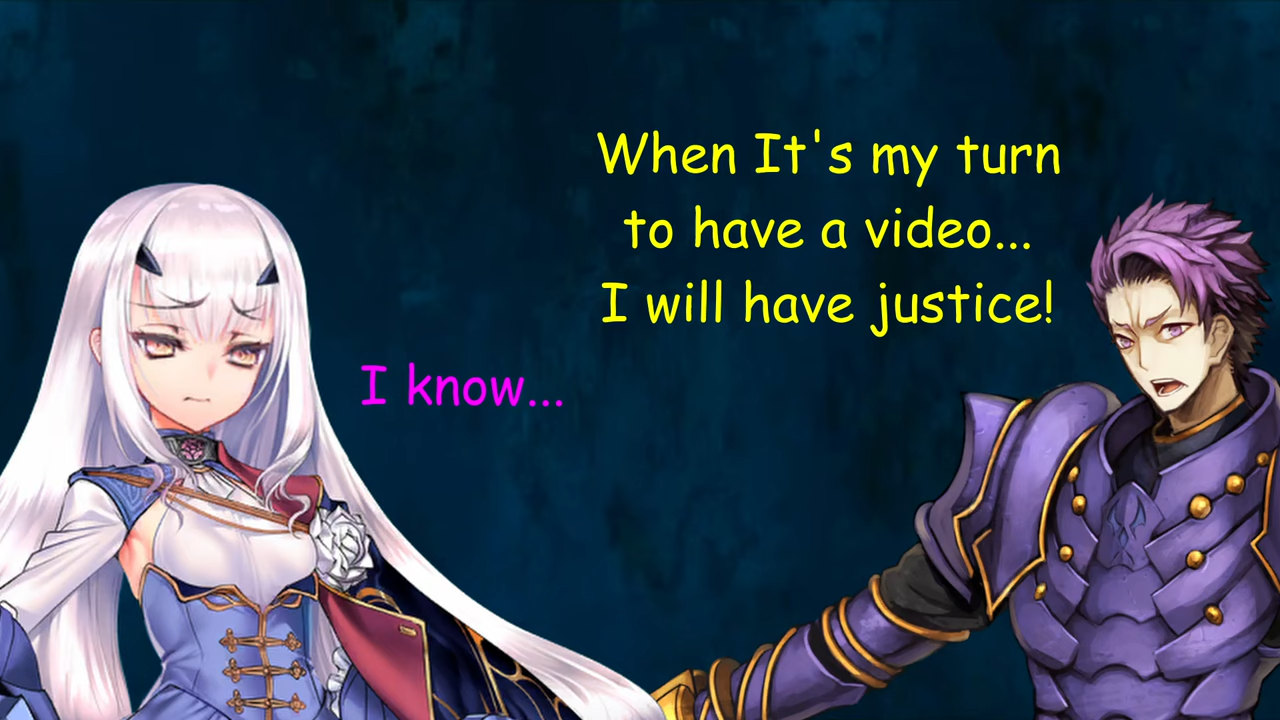 When It's my turn
to have a video...
I will have justice!
I know...